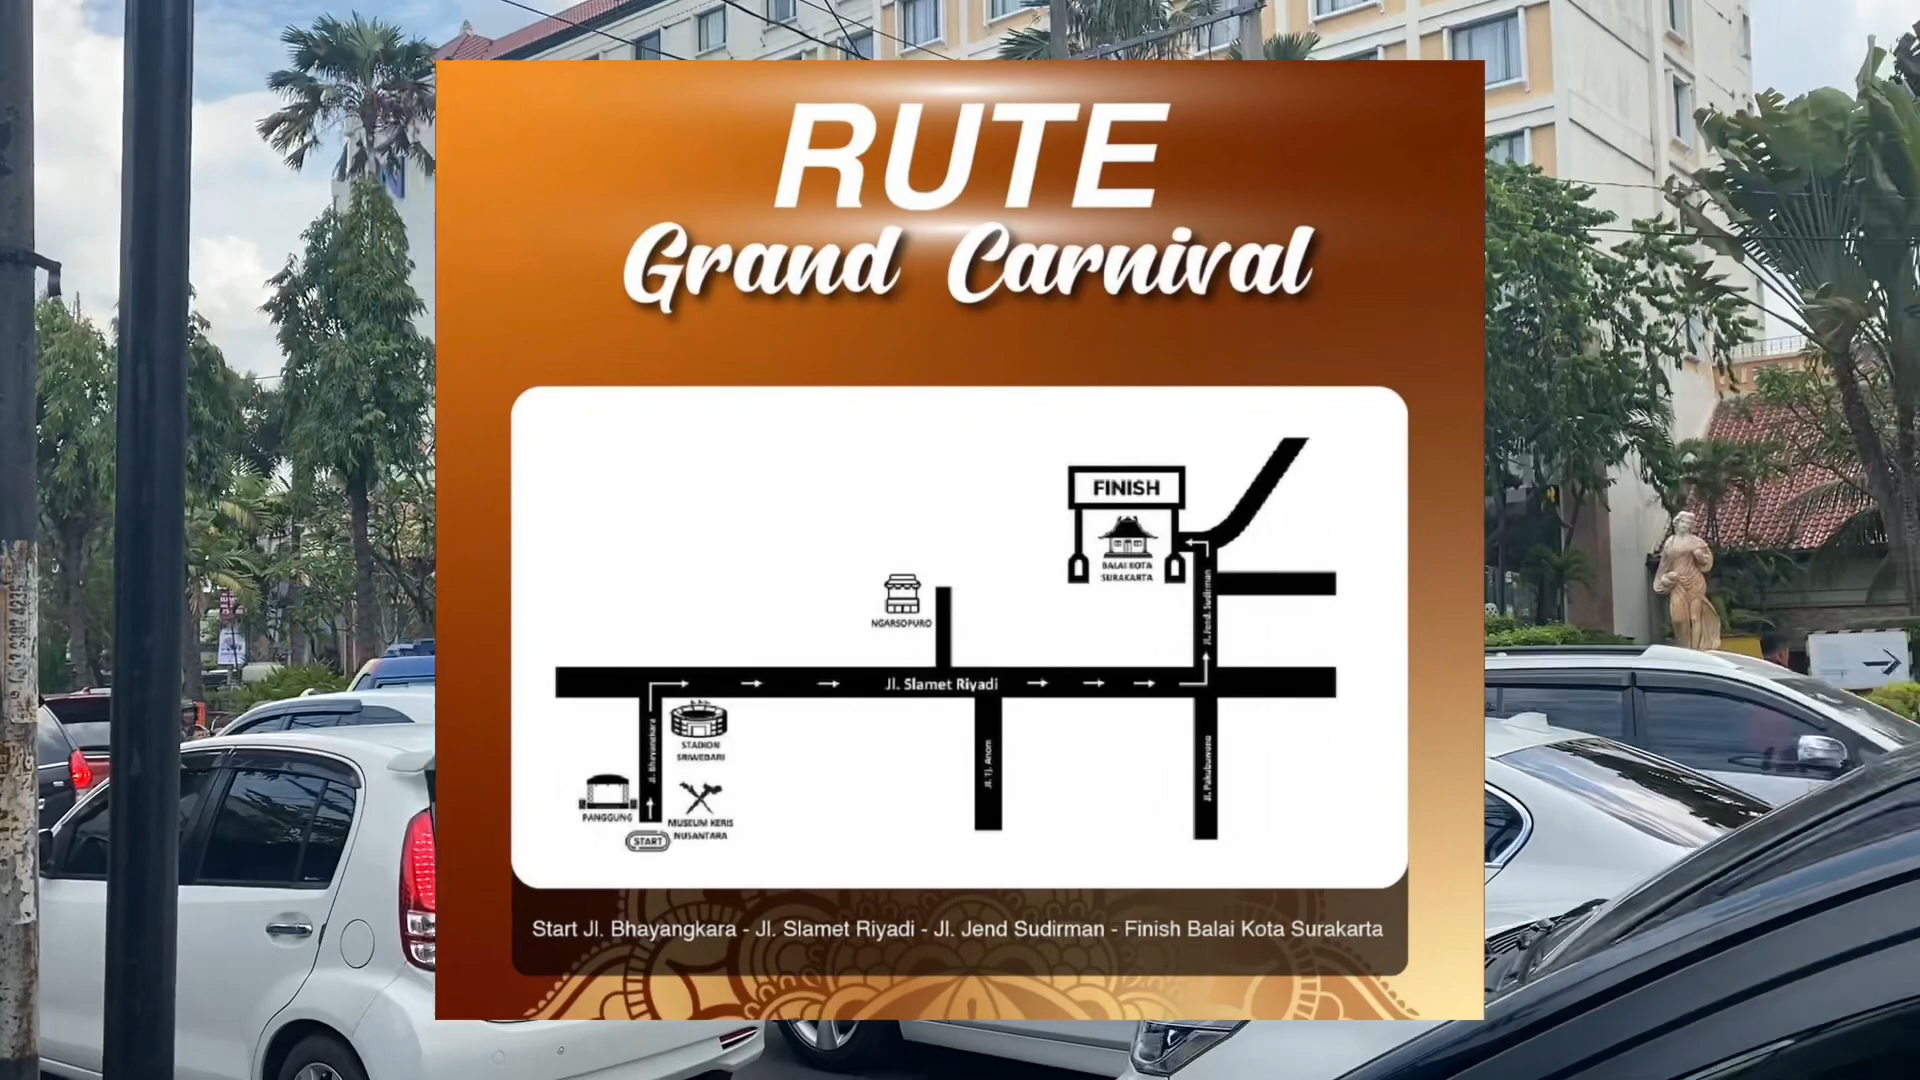 RUTE
Grand Carnival
FINISH
BALAI KOTA
SURAKARTA
NGARSOPURO
Jl. Jend. Sudirman
Jl. Slamet Riyadi
Jl. Bhayangkara
STADION
SRIWEDARI
Jl. Tj. Anom
Jl. Pakubuwono
PANGGUNG
MUSEUM KERIS
NUSANTARA
START
Start Jl. Bhayangkara - Jl. Slamet Riyadi - Jl. Jend Sudirman - Finish Balai Kota Surakarta